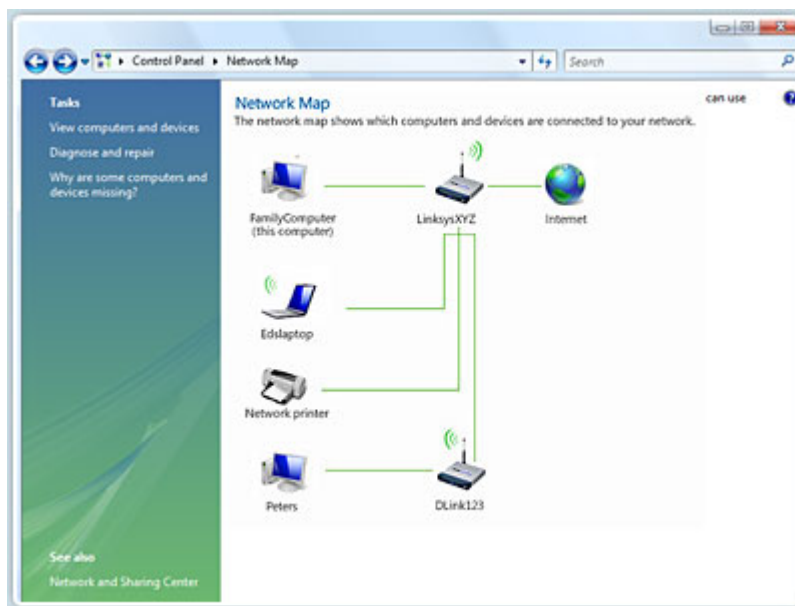 Control Panel
Network Map
Search
Tasks
View computers and devices
Diagnose and repair
Why are some computers and
devices missing?
Network Map
can use
The network map shows which computers and devices are connected to your network.
FamilyComputer
(this computer)
LinksysXYZ
Internet
Edslaptop
Network printer
Peters
DLink123
See also
Network and Sharing Center